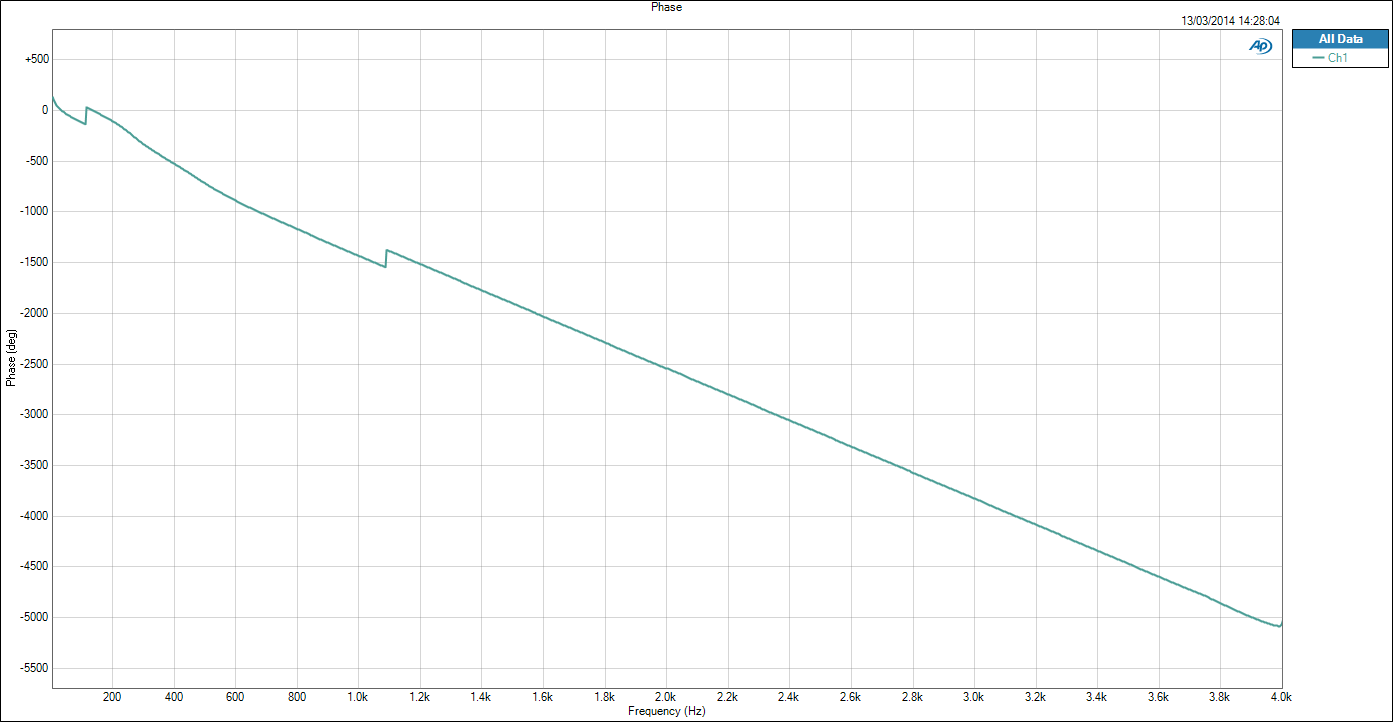 Phase
13/03/2014 14:28:04
AP
All Data
Ch1
Phase (deg)
+500
0
-500
-1000
-1500
-2000
-2500
-3000
-3500
-4000
-4500
-5000
-5500
200 400 600 800 1.0k 1.2k 1.4k 1.6k 1.8k 2.0k 2.2k 2.4k 2.6k 2.8k 3.0k 3.2k 3.4k 3.6k 3.8k 4.0k
Frequency (Hz)